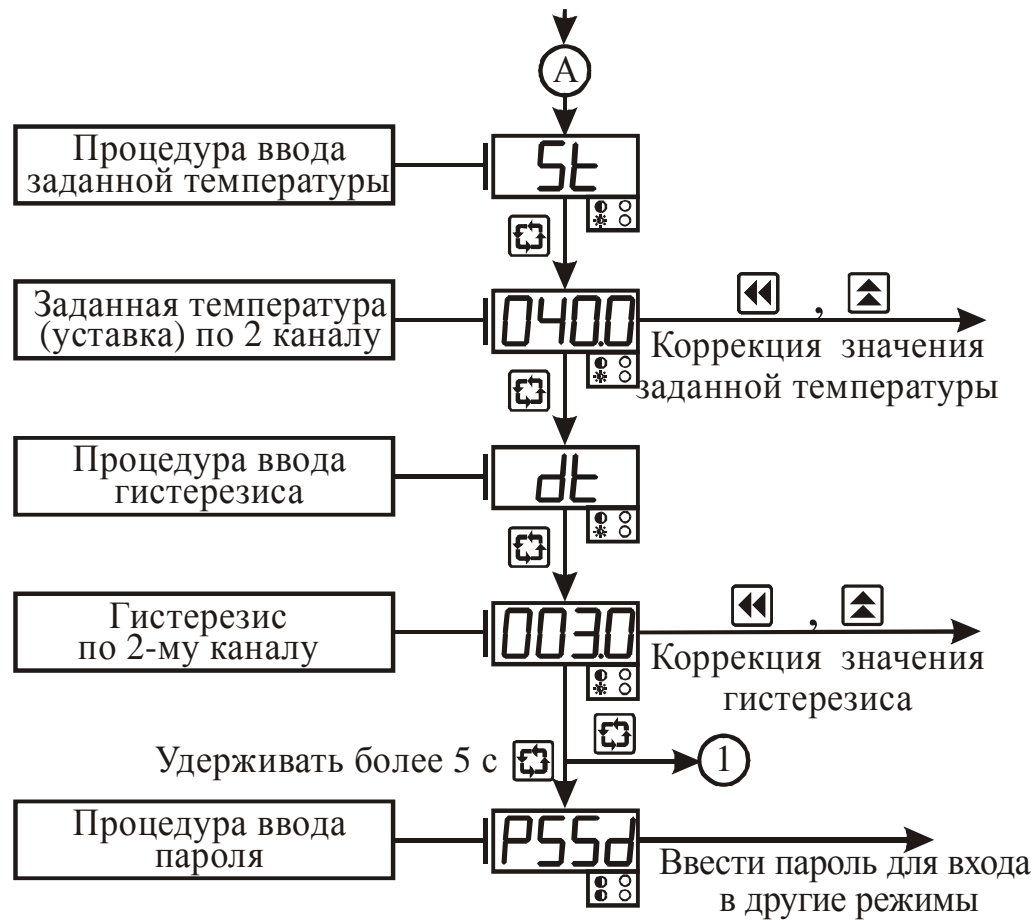 A
Процедура ввода
заданной температуры
St
Заданная температура
(уставка) по 2 каналу
040.0
,
Коррекция значения
заданной температуры
Процедура ввода
гистерезиса
dt
Гистерезис
по 2-му каналу
003.0
,
Коррекция значения
гистерезиса
Удерживать более 5 с
1
Процедура ввода
пароля
PSSd
Ввести пароль для входа
в другие режимы